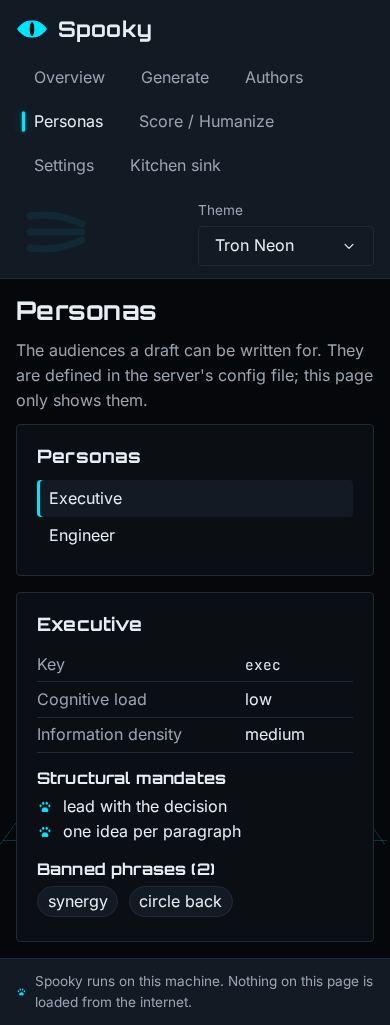 Spooky
Overview
Generate
Authors
Personas
Score / Humanize
Settings
Kitchen sink
Theme
Tron Neon
Personas
The audiences a draft can be written for. They
are defined in the server's config file; this page
only shows them.
Personas
Executive
Engineer
Executive
Key exec
Cognitive load low
Information density medium
Structural mandates
lead with the decision
one idea per paragraph
Banned phrases (2)
synergy
circle back
Spooky runs on this machine. Nothing on this page is
loaded from the internet.